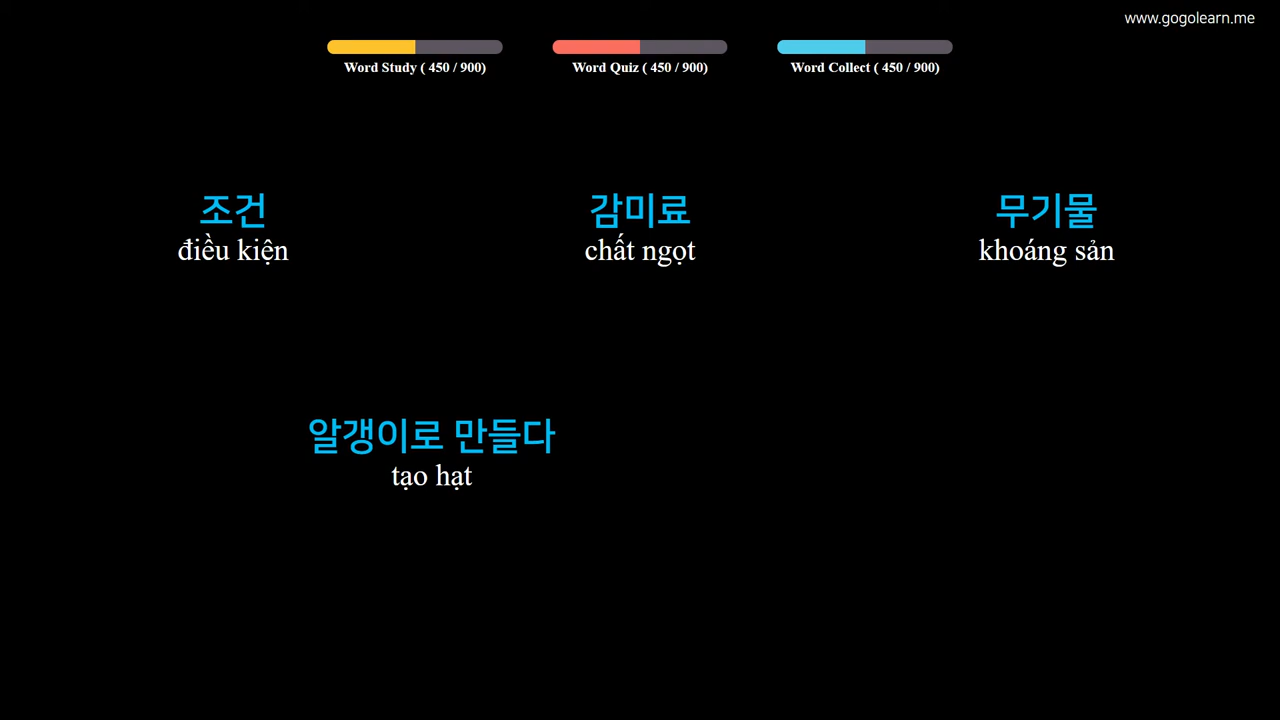 www.gogolearn.me
Word Study ( 450 / 900)
Word Quiz ( 450 / 900)
Word Collect ( 450 / 900)
조건
điều kiện
감미료
chất ngọt
무기물
khoáng sản
알갱이로 만들다
tạo hạt